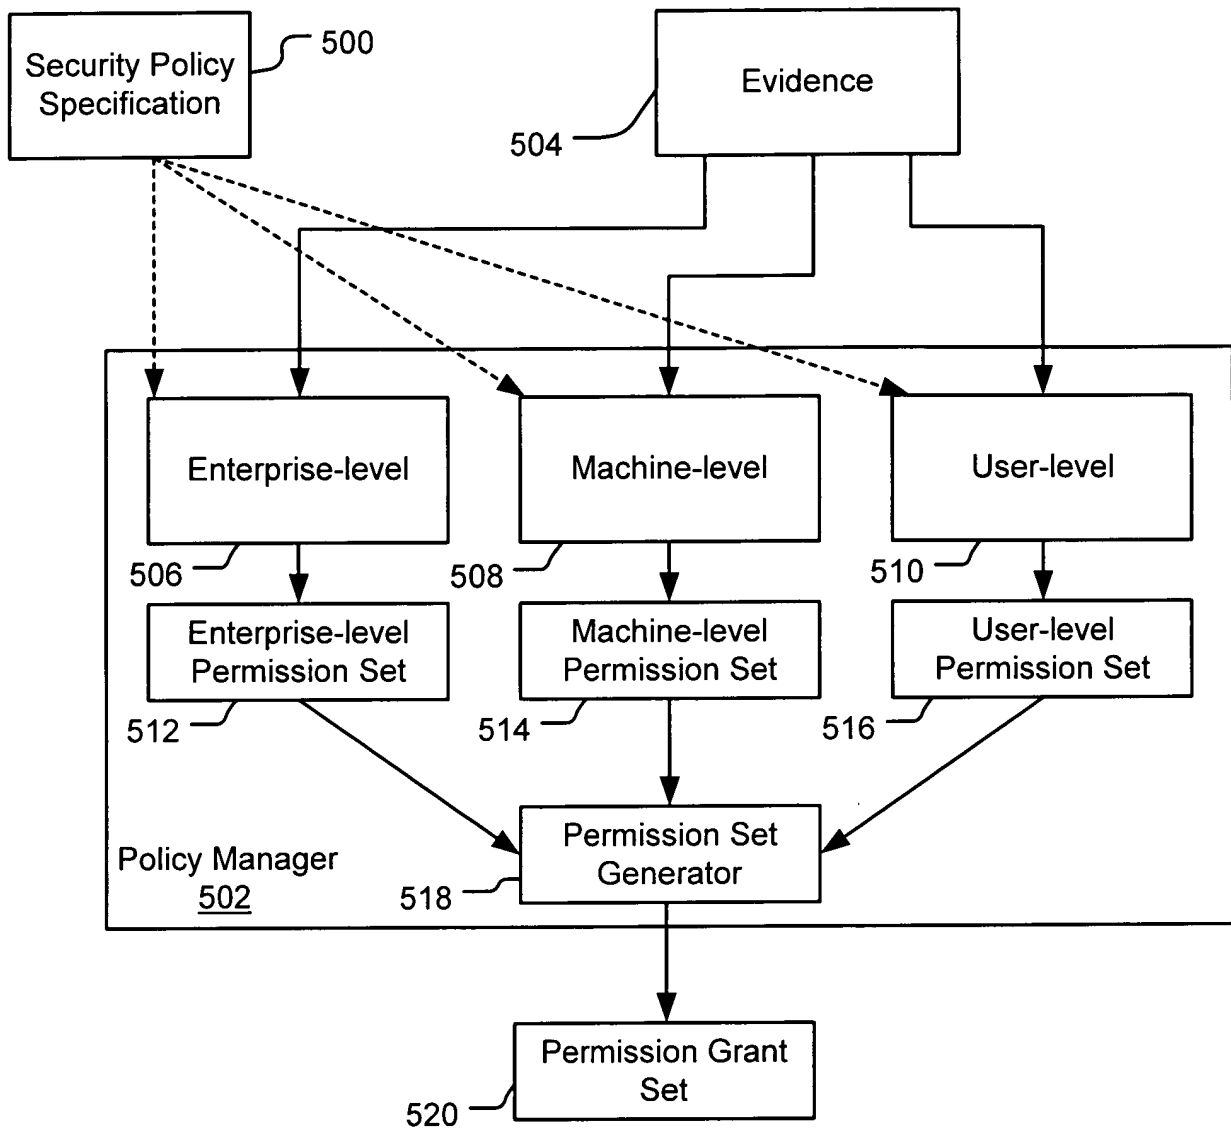 Security Policy
Specification
500
Evidence
504
Enterprise-level
Machine-level
User-level
506
508
510
Enterprise-level
Permission Set
Machine-level
Permission Set
User-level
Permission Set
512
514
516
Permission Set
Generator
518
Policy Manager
502
Permission Grant
Set
520